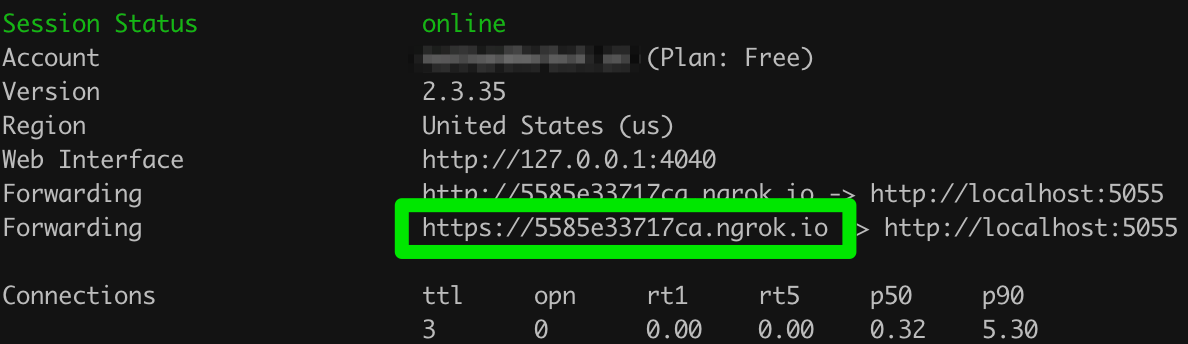 Session Status online
Account (Plan: Free)
Version 2.3.35
Region United States (us)
Web Interface http://127.0.0.1:4040
Forwarding http://5585e33717ca.ngrok.io -> http://localhost:5055
Forwarding https://5585e33717ca.ngrok.io > http://localhost:5055
Connections ttl opn rt1 rt5 p50 p90
3 0 0.00 0.00 0.32 5.30